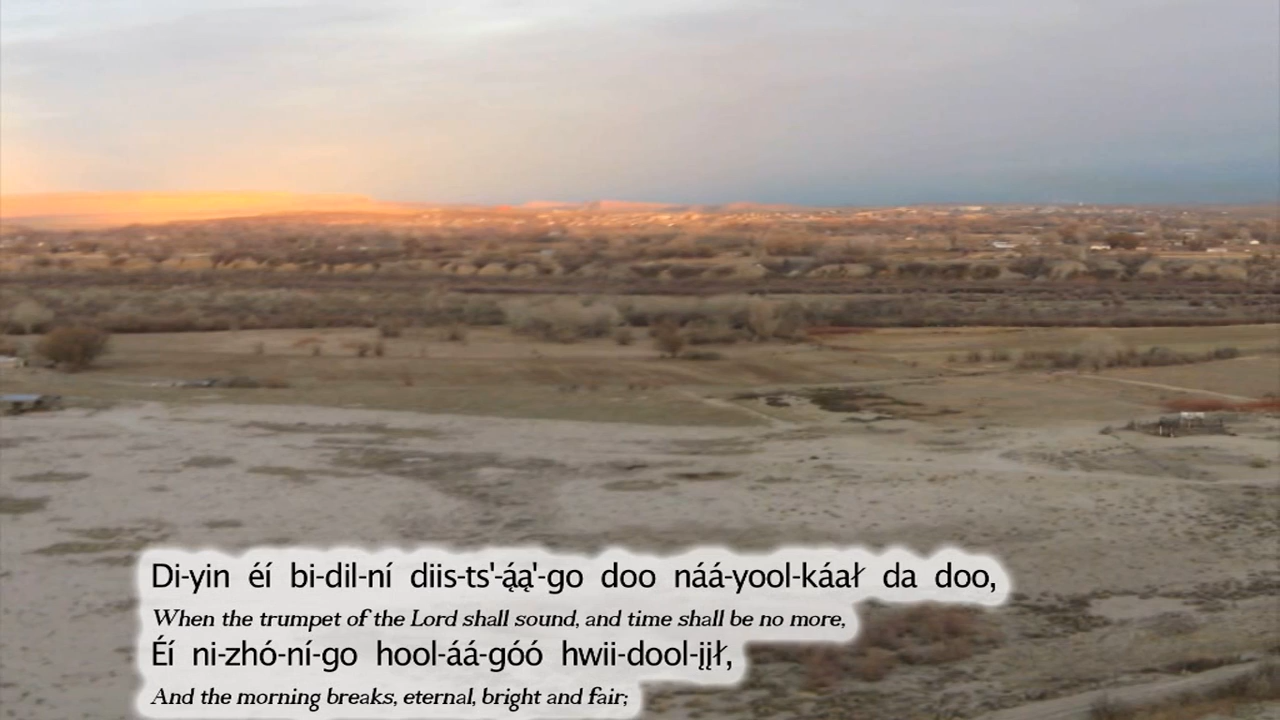 Di-yin éí bi-dil-ní diis-ts'-ą́ą'-go doo náá-yool-káał da doo,
When the trumpet of the Lord shall sound, and time shall be no more,
Éí ni-zhó-ní-go hool-áá-góó hwii-dool-įįł,
And the morning breaks, eternal, bright and fair;